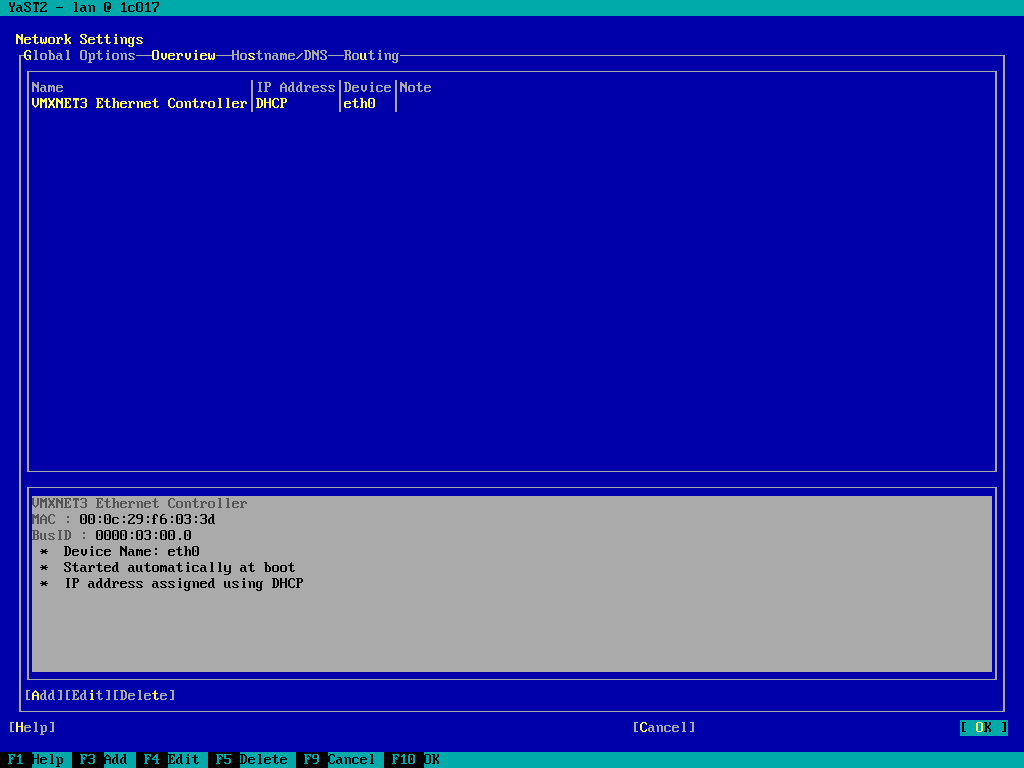 YaST2 - lan @ 1c017
Network Settings
Global Options—Overview—Hostname/DNS—Routing
Name |IP Address|Device|Note
VMXNET3 Ethernet Controller|DHCP |eth0 |
VMXNET3 Ethernet Controller
MAC : 00:0c:29:f6:03:3d
BusID : 0000:03:00.0
* Device Name: eth0
* Started automatically at boot
* IP address assigned using DHCP
[Add][Edit][Delete]
[Help] [Cancel] [ OK ]
F1 Help F3 Add F4 Edit F5 Delete F9 Cancel F10 OK